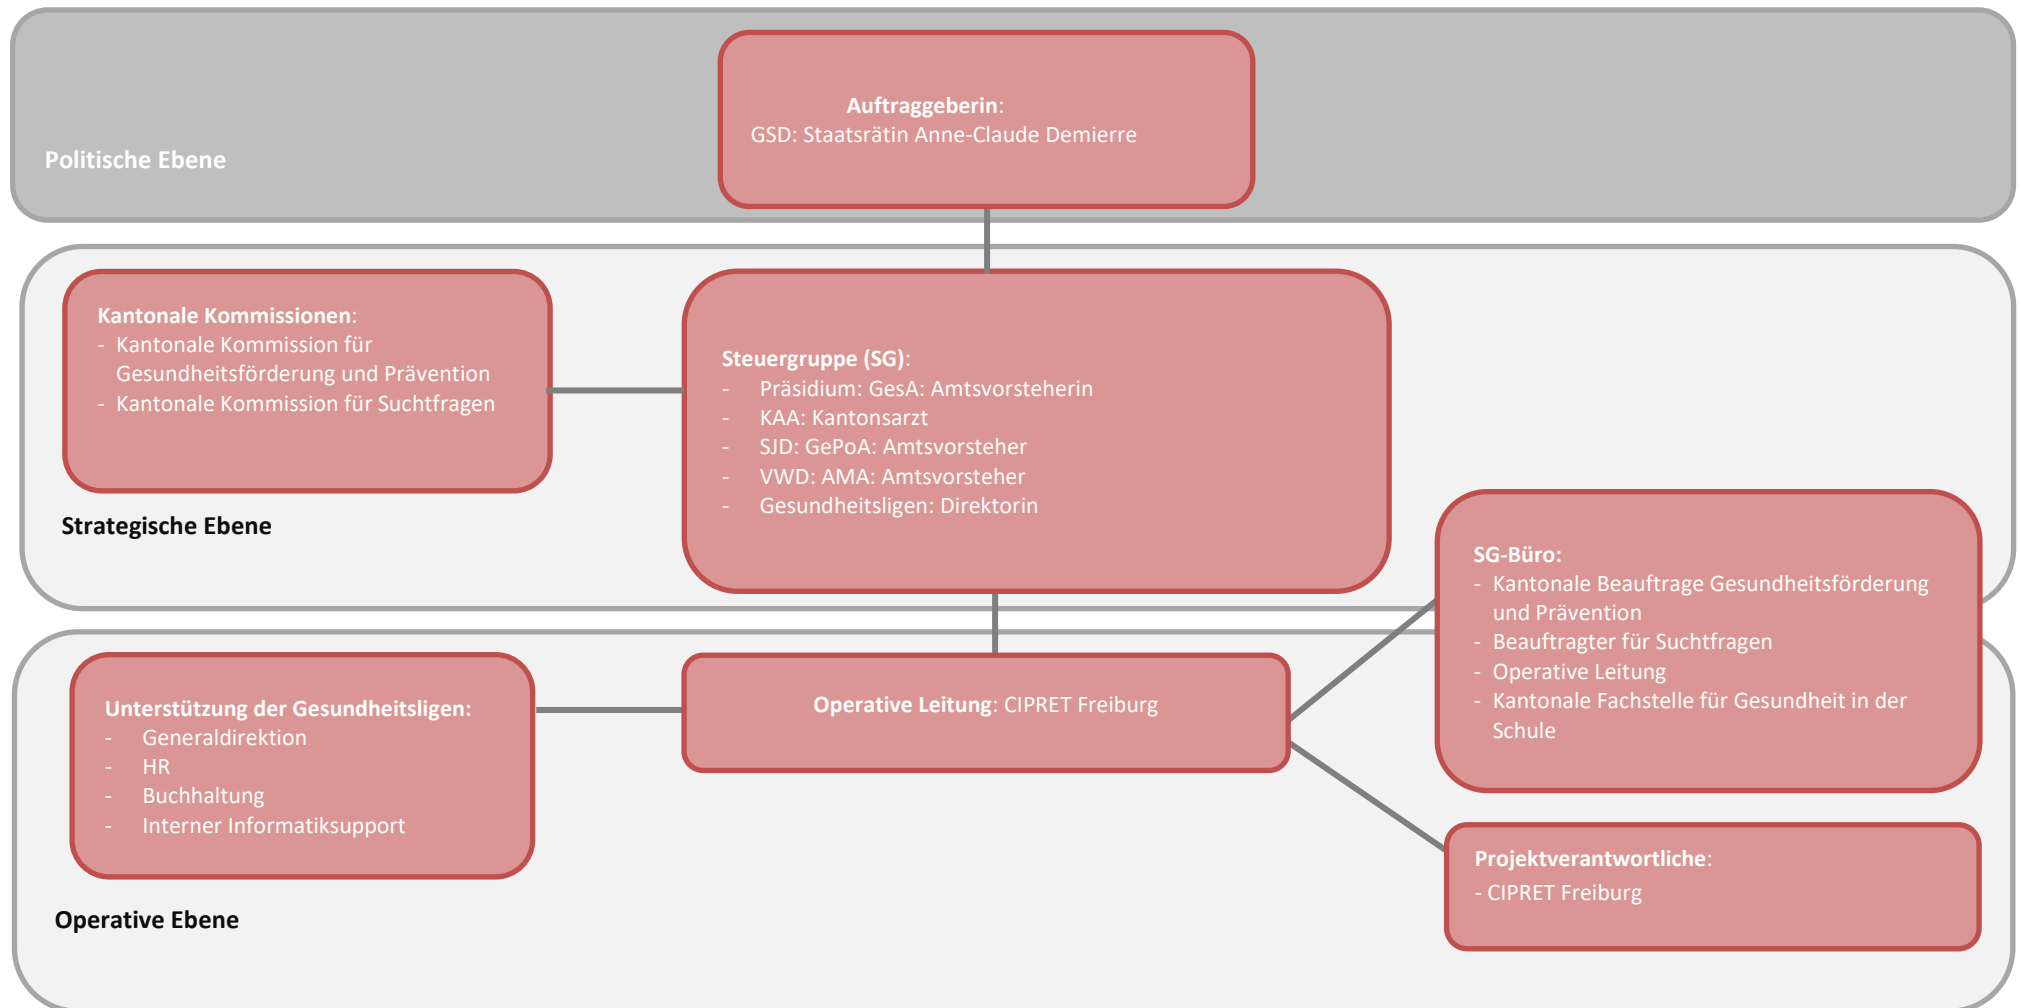 Auftraggeberin:
GSD: Staatsrätin Anne-Claude Demierre
Politische Ebene
Kantonale Kommissionen:
- Kantonale Kommission für
Gesundheitsförderung und Prävention
- Kantonale Kommission für Suchtfragen
Steuergruppe (SG):
- Präsidium: GesA: Amtsvorsteherin
- KAA: Kantonsarzt
- SJD: GePoA: Amtsvorsteher
- VWD: AMA: Amtsvorsteher
- Gesundheitsligen: Direktorin
Strategische Ebene
SG-Büro:
- Kantonale Beauftrage Gesundheitsförderung
und Prävention
- Beauftragter für Suchtfragen
- Operative Leitung
- Kantonale Fachstelle für Gesundheit in der
Schule
Unterstützung der Gesundheitsligen:
- Generaldirektion
- HR
- Buchhaltung
- Interner Informatiksupport
Operative Leitung: CIPRET Freiburg
Projektverantwortliche:
- CIPRET Freiburg
Operative Ebene